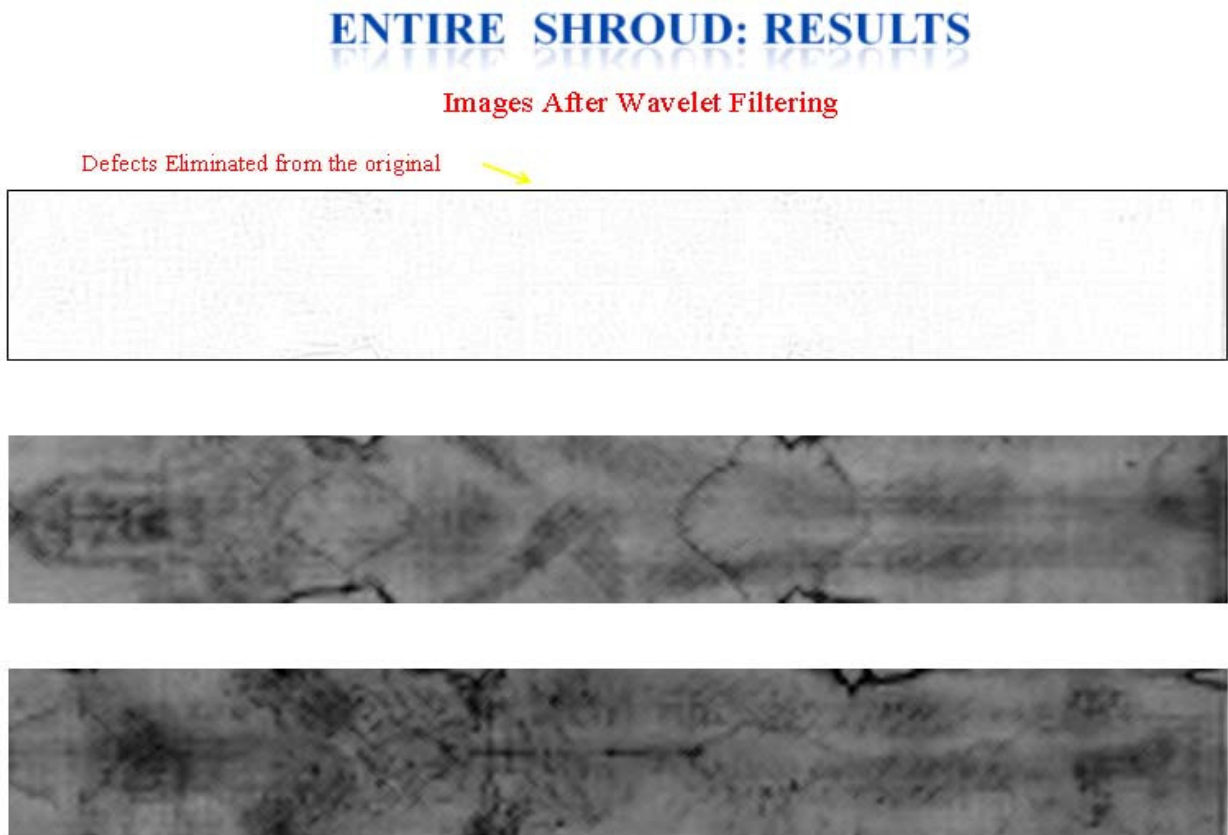 ENTIRE SHROUD: RESULTS
Images After Wavelet Filtering
Defects Eliminated from the original